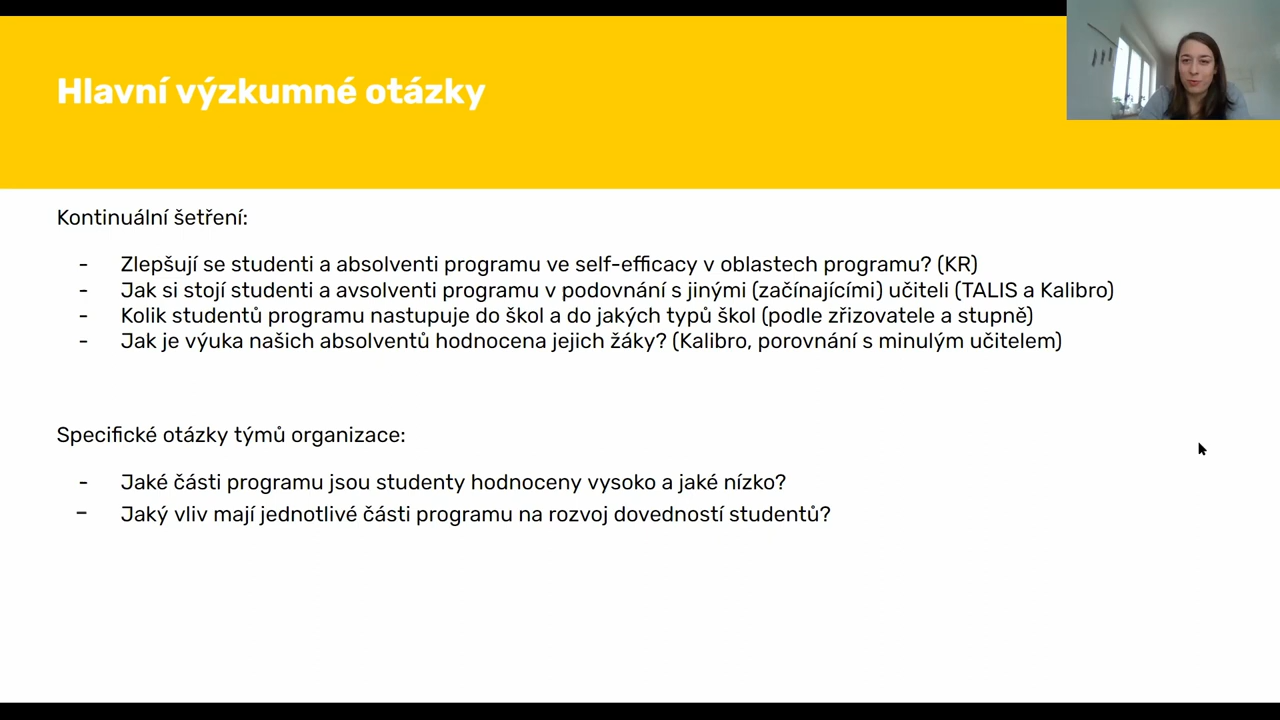 Hlavní výzkumné otázky
Kontinuální šetření:
- Zlepšují se studenti a absolventi programu ve self-efficacy v oblastech programu? (KR)
- Jak si stojí studenti a avsolventi programu v podovnání s jinými (začínajícími) učiteli (TALIS a Kalibro)
- Kolik studentů programu nastupuje do škol a do jakých typů škol (podle zřizovatele a stupně)
- Jak je výuka našich absolventů hodnocena jejich žáky? (Kalibro, porovnání s minulým učitelem)
Specifické otázky týmů organizace:
- Jaké části programu jsou studenty hodnoceny vysoko a jaké nízko?
- Jaký vliv mají jednotlivé části programu na rozvoj dovedností studentů?